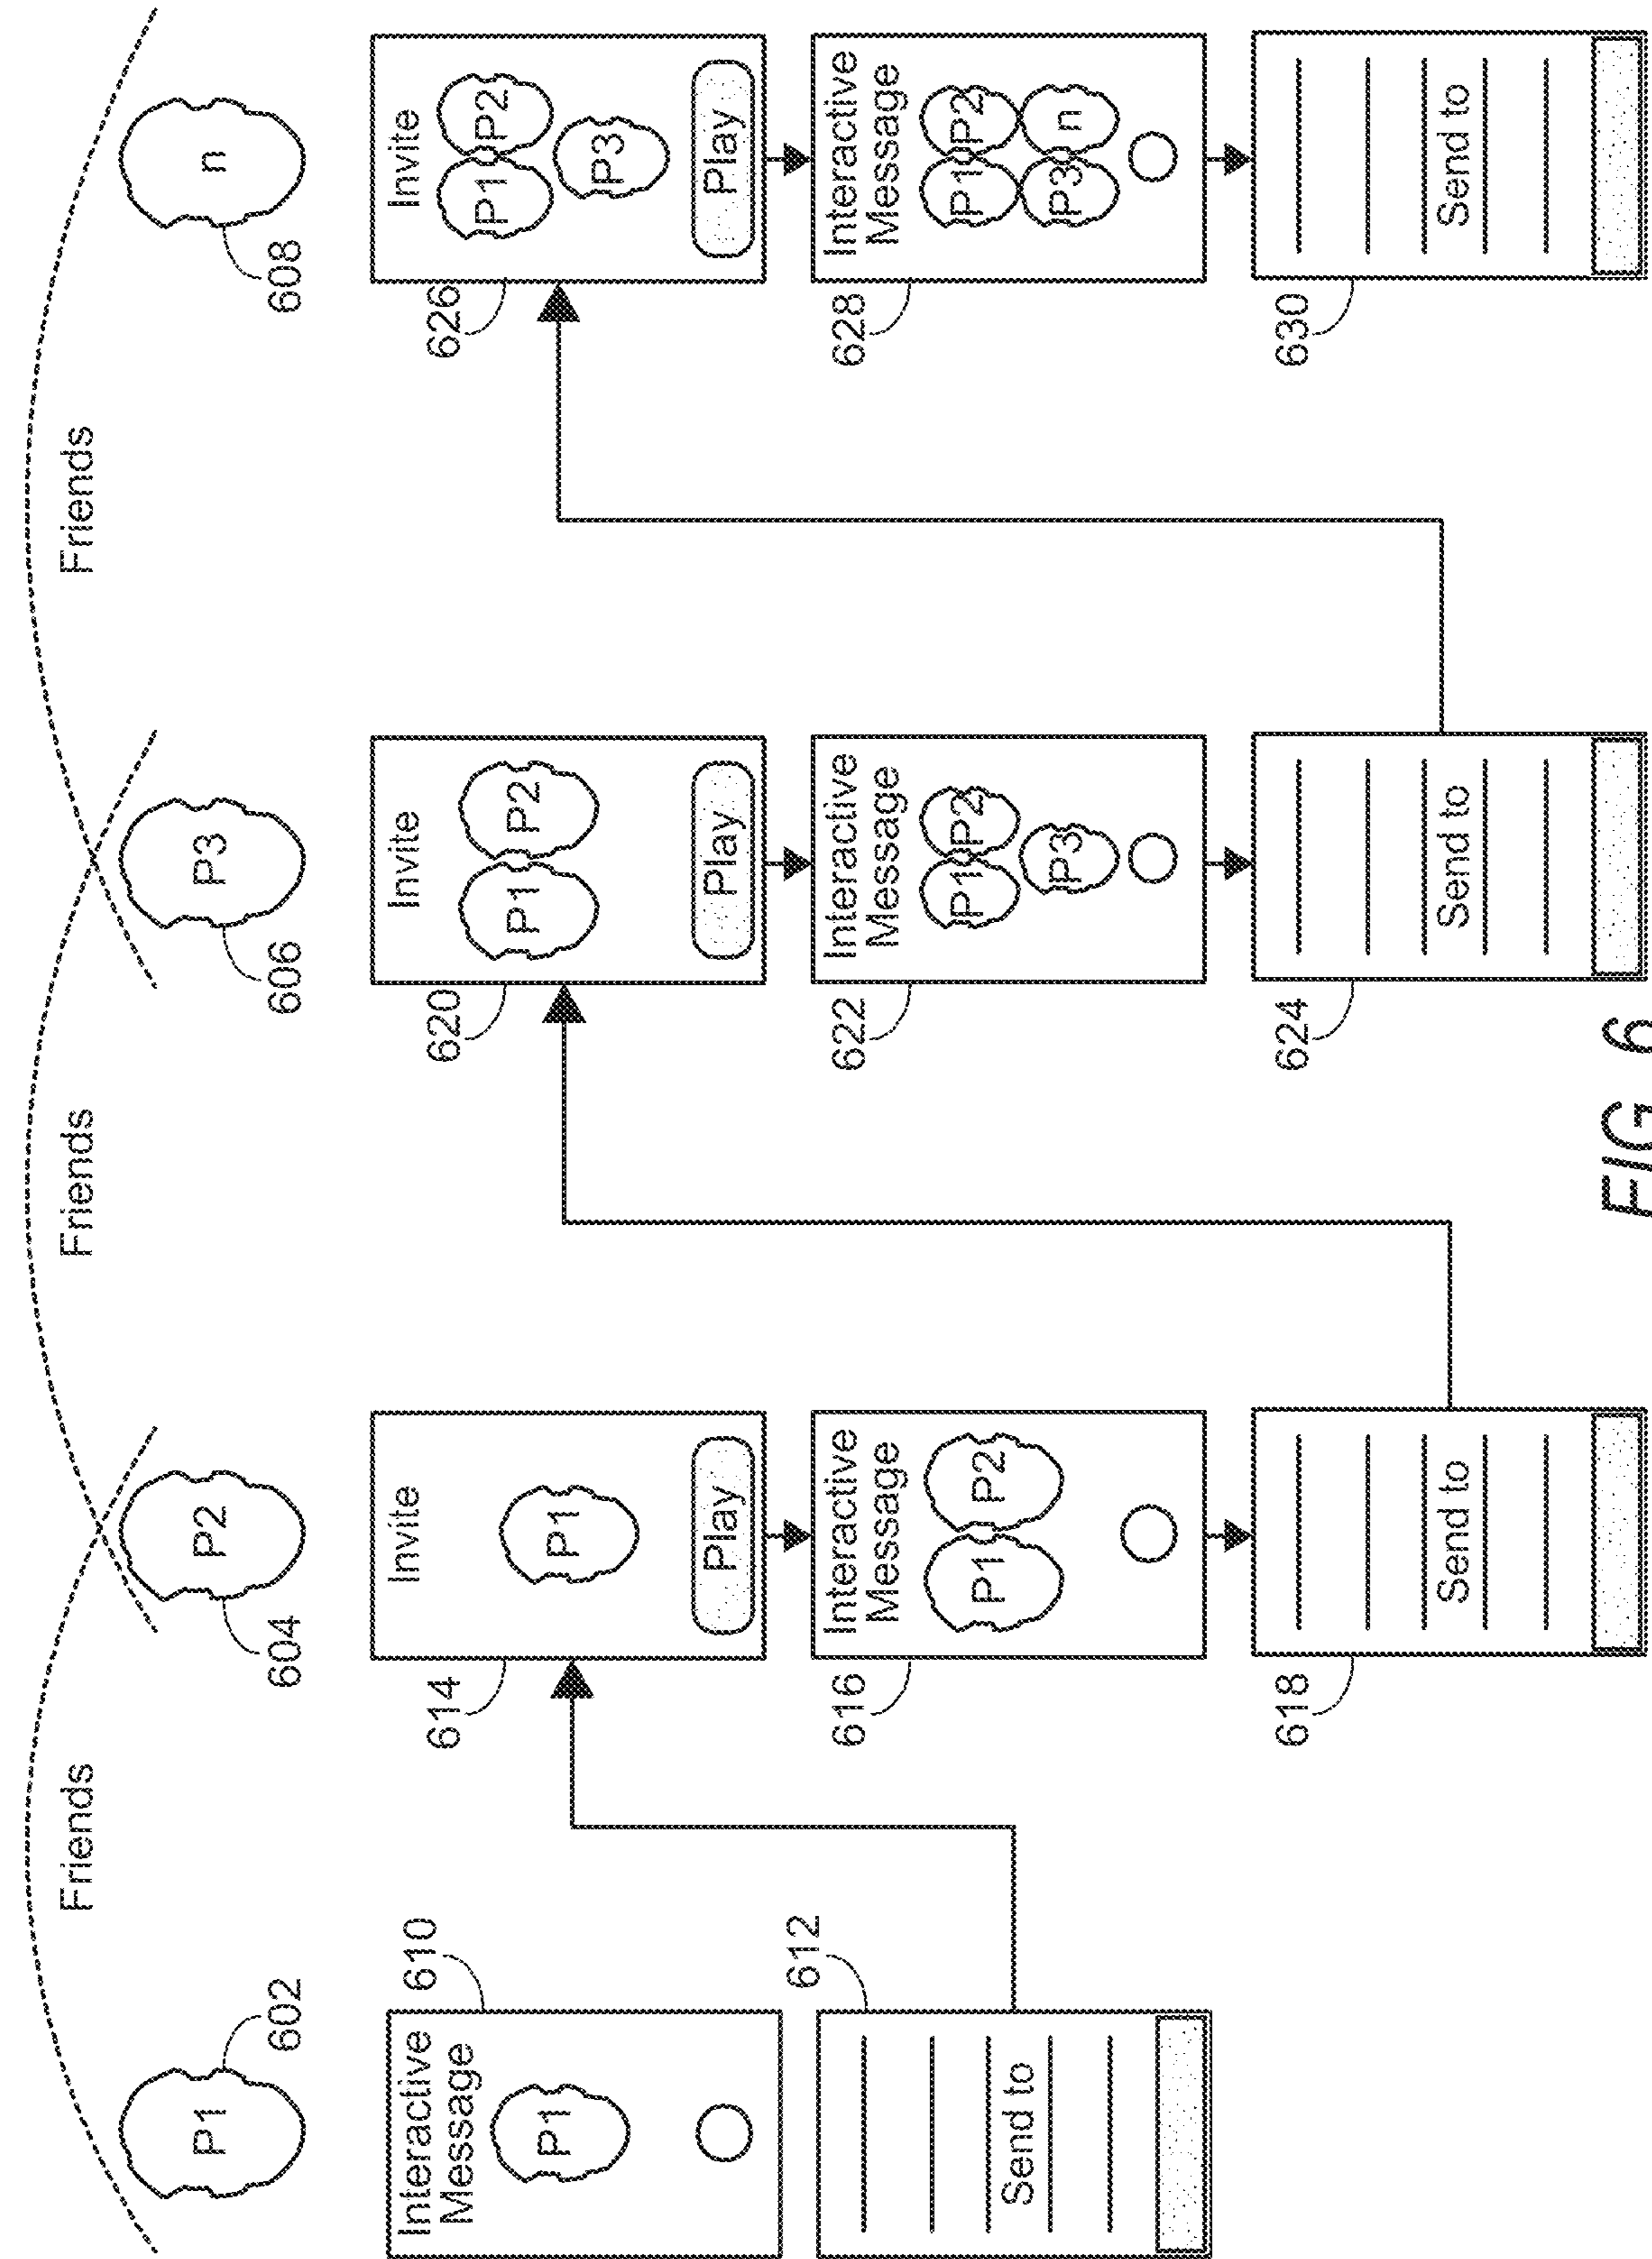 Friends
Friends
Friends
P1
602
P2
604
P3
606
n
608
Interactive
Message
P1
610
Send to
612
Invite
P1
Play
614
Interactive
Message
P1
P2
616
Send to
618
Invite
P1
P2
Play
620
Interactive
Message
P1
P2
P3
622
Send to
624
Invite
P1
P2
P3
Play
626
Interactive
Message
P1
P2
P3
n
628
Send to
630
FIG 6